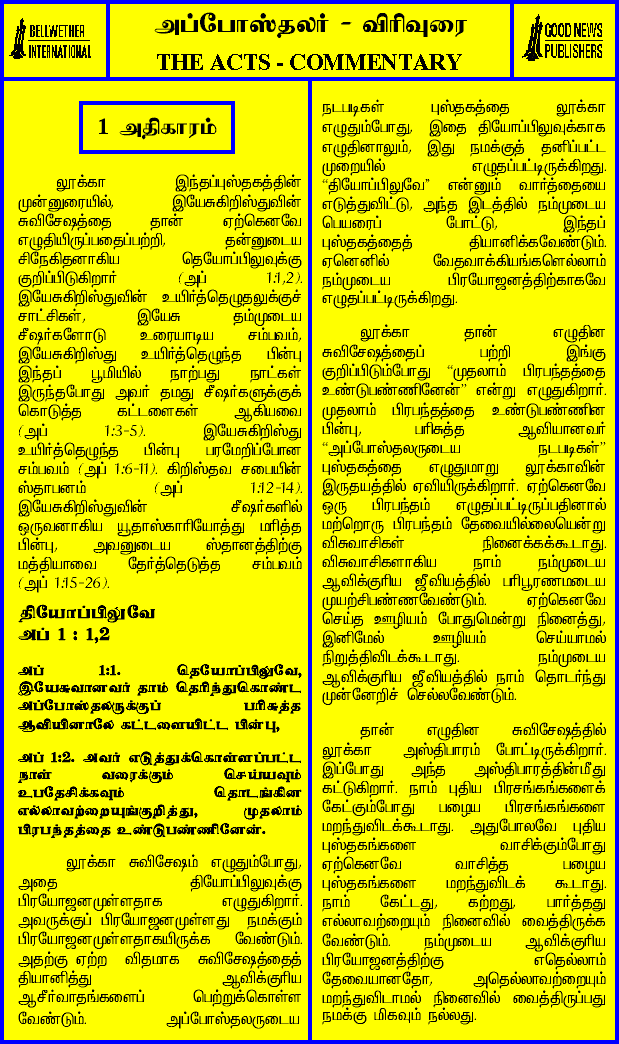 BELLWETHER
INTERNATIONAL
அப்போஸ்தலர் - விரிவுரை
THE ACTS - COMMENTARY
GOOD NEWS
PUBLISHERS
1 அதிகாரம்
லூக்கா இந்தப்புஸ்தகத்தின்
முன்னுரையில், இயேசுகிறிஸ்துவின்
சுவிசேஷத்தை தான் ஏற்கெனவே
எழுதியிருப்பதைப்பற்றி, தன்னுடைய
சிநேகிதனாகிய தெயோப்பிலுவுக்கு
குறிப்பிடுகிறார் (அப் 1:1,2).
இயேசுகிறிஸ்துவின் உயிர்த்தெழுதலுக்குச்
சாட்சிகள், இயேசு தம்முடைய
சீஷர்களோடு உரையாடிய சம்பவம்,
இயேசுகிறிஸ்து உயிர்த்தெழுந்த பின்பு
இந்தப் பூமியில் நாற்பது நாட்கள்
இருந்தபோது அவர் தமது சீஷர்களுக்குக்
கொடுத்த கட்டளைகள் ஆகியவை
(அப் 1:3-5). இயேசுகிறிஸ்து
உயிர்த்தெழுந்த பின்பு பரமேறிப்போன
சம்பவம் (அப் 1:6-11). கிறிஸ்தவ சபையின்
ஸ்தாபனம் (அப் 1:12-14).
இயேசுகிறிஸ்துவின் சீஷர்களில்
ஒருவனாகிய யூதாஸ்காரியோத்து மரித்த
பின்பு, அவனுடைய ஸ்தானத்திற்கு
மத்தியாவை தேர்த்தெடுத்த சம்பவம்
(அப் 1:15-26).
தியோப்பிலுவே
அப் 1 : 1,2
அப் 1:1. தெயோப்பிலுவே,
இயேசுவானவர் தாம் தெரிந்துகொண்ட
அப்போஸ்தலருக்குப் பரிசுத்த
ஆவியினாலே கட்டளையிட்ட பின்பு,
அப் 1:2. அவர் எடுத்துக்கொள்ளப்பட்ட
நாள் வரைக்கும் செய்யவும்
உபதேசிக்கவும் தொடங்கின
எல்லாவற்றையுங்குறித்து, முதலாம்
பிரபந்தத்தை உண்டுபண்ணினேன்.
லூக்கா சுவிசேஷம் எழுதும்போது,
அதை தியோப்பிலுவுக்கு
பிரயோஜனமுள்ளதாக எழுதுகிறார்.
அவருக்குப் பிரயோஜனமுள்ளது நமக்கும்
பிரயோஜனமுள்ளதாகயிருக்க வேண்டும்.
அதற்கு ஏற்ற விதமாக சுவிசேஷத்தைத்
தியானித்து ஆவிக்குரிய
ஆசீர்வாதங்களைப் பெற்றுக்கொள்ள
வேண்டும். அப்போஸ்தலருடைய
நடபடிகள் புஸ்தகத்தை லூக்கா
எழுதும்போது, இதை தியோப்பிலுவுக்காக
எழுதினாலும், இது நமக்குத் தனிப்பட்ட
முறையில் எழுதப்பட்டிருக்கிறது.
“தியோப்பிலுவே” என்னும் வார்த்தையை
எடுத்துவிட்டு, அந்த இடத்தில் நம்முடைய
பெயரைப் போட்டு, இந்தப்
புஸ்தகத்தைத் தியானிக்கவேண்டும்.
ஏனெனில் வேதவாக்கியங்களெல்லாம்
நம்முடைய பிரயோஜனத்திற்காகவே
எழுதப்பட்டிருக்கிறது.
லூக்கா தான் எழுதின
சுவிசேஷத்தைப் பற்றி இங்கு
குறிப்பிடும்போது “முதலாம் பிரபந்தத்தை
உண்டுபண்ணினேன்” என்று எழுதுகிறார்.
முதலாம் பிரபந்தத்தை உண்டுபண்ணின
பின்பு, பரிசுத்த ஆவியானவர்
“அப்போஸ்தலருடைய நடபடிகள்”
புஸ்தகத்தை எழுதுமாறு லூக்காவின்
இருதயத்தில் ஏவியிருக்கிறார். ஏற்கெனவே
ஒரு பிரபந்தம் எழுதப்பட்டிருப்பதினால்
மற்றொரு பிரபந்தம் தேவையில்லையென்று
விசுவாசிகள் நினைக்கக்கூடாது.
விசுவாசிகளாகிய நாம் நம்முடைய
ஆவிக்குரிய ஜீவியத்தில் பரிபூரணமடைய
முயற்சிபண்ணவேண்டும். ஏற்கெனவே
செய்த ஊழியம் போதுமென்று நினைத்து,
இனிமேல் ஊழியம் செய்யாமல்
நிறுத்திவிடக்கூடாது. நம்முடைய
ஆவிக்குரிய ஜீவியத்தில் நாம் தொடர்ந்து
முன்னேறிச் செல்லவேண்டும்.
தான் எழுதின சுவிசேஷத்தில்
லூக்கா அஸ்திபாரம் போட்டிருக்கிறார்.
இப்போது அந்த அஸ்திபாரத்தின்மீது
கட்டுகிறார். நாம் புதிய பிரசங்கங்களைக்
கேட்கும்போது பழைய பிரசங்கங்களை
மறந்துவிடக்கூடாது. அதுபோலவே புதிய
புஸ்தகங்களை வாசிக்கும்போது
ஏற்கெனவே வாசித்த பழைய
புஸ்தகங்களை மறந்துவிடக் கூடாது.
நாம் கேட்டது, கற்றது, பார்த்தது
எல்லாவற்றையும் நினைவில் வைத்திருக்க
வேண்டும். நம்முடைய ஆவிக்குரிய
பிரயோஜனத்திற்கு எதெல்லாம்
தேவையானதோ, அதெல்லாவற்றையும்
மறந்துவிடாமல் நினைவில் வைத்திருப்பது
நமக்கு மிகவும் நல்லது.